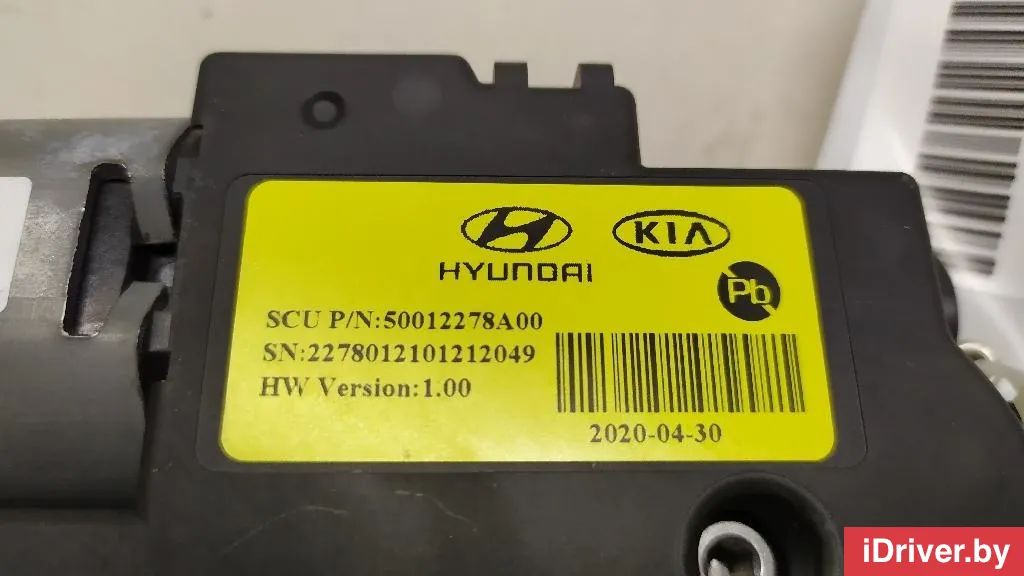 HYUNDAI
KIA
Pb
SCU P/N:50012278A00
SN:2278012101212049
HW Version:1.00
2020-04-30
iDriver.by